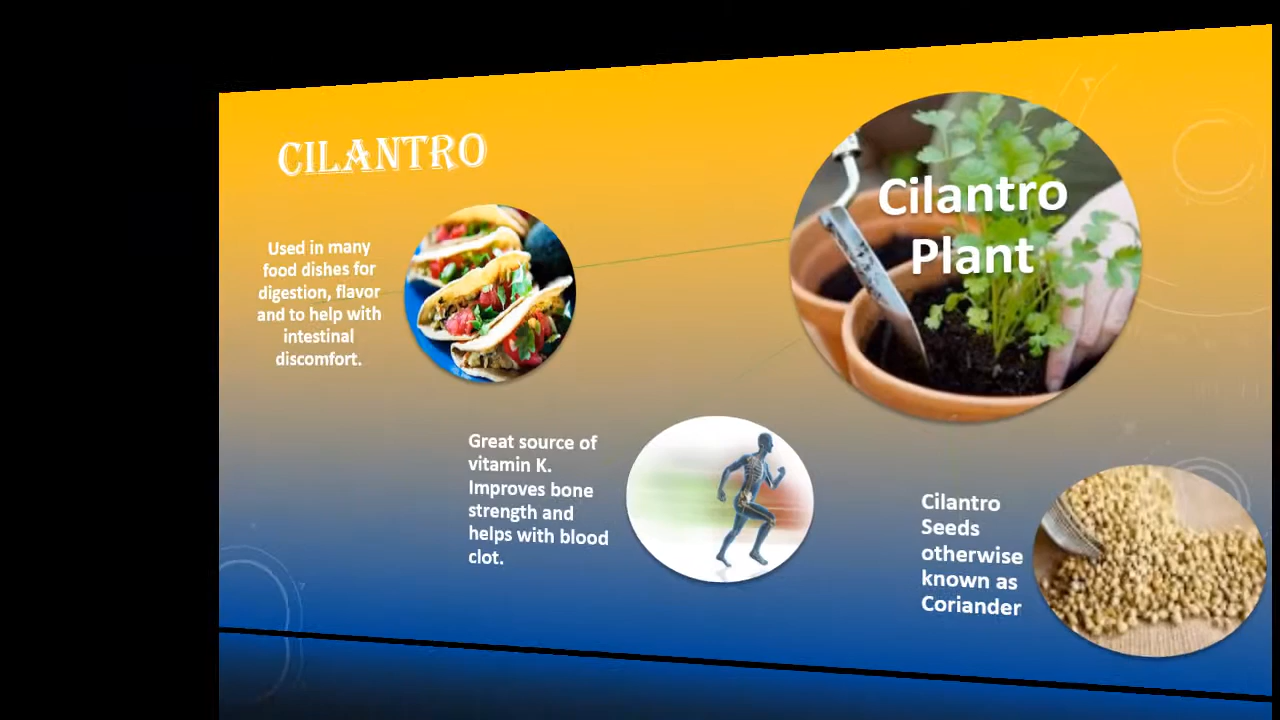 CILANTRO
Cilantro
Plant
Used in many
food dishes for
digestion, flavor
and to help with
intestinal
discomfort.
Great source of
vitamin K.
Improves bone
strength and
helps with blood
clot.
Cilantro
Seeds
otherwise
known as
Coriander